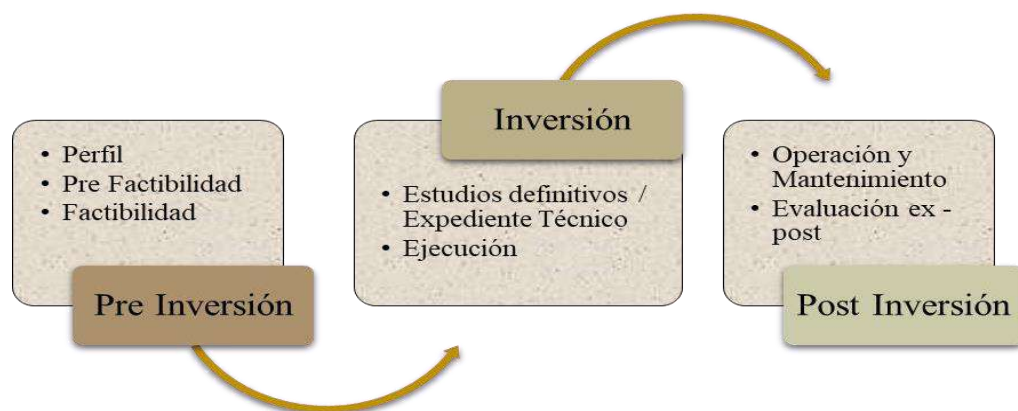 • Perfil
• Pre Factibilidad
• Factibilidad
Pre Inversión
Inversión
• Estudios definitivos /
Expediente Técnico
• Ejecución
• Operación y
Mantenimiento
• Evaluación ex -
post
Post Inversión